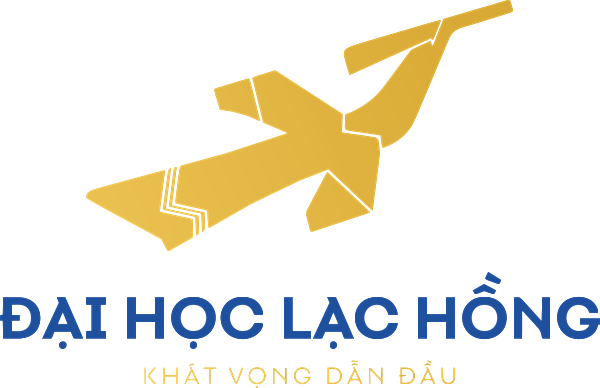 ĐẠI HỌC LẠC HỒNG
KHÁT VỌNG DẪN ĐẦU